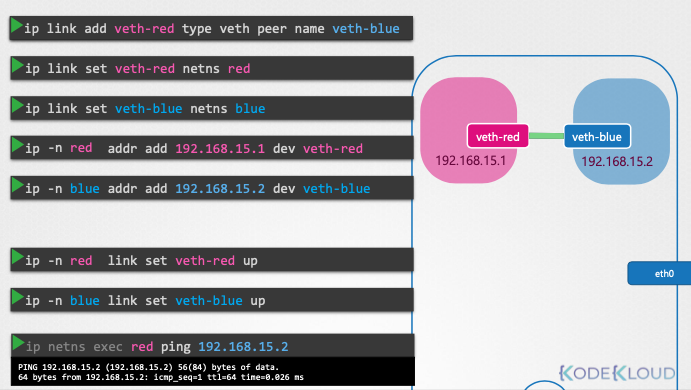 ip link add veth-red type veth peer name veth-blue
ip link set veth-red netns red
ip link set veth-blue netns blue
ip -n red addr add 192.168.15.1 dev veth-red
ip -n blue addr add 192.168.15.2 dev veth-blue
ip -n red link set veth-red up
ip -n blue link set veth-blue up
ip netns exec red ping 192.168.15.2
PING 192.168.15.2 (192.168.15.2) 56(84) bytes of data.
64 bytes from 192.168.15.2: icmp_seq=1 ttl=64 time=0.026 ms
veth-red
veth-blue
192.168.15.1
192.168.15.2
eth0
KODEKLOUD